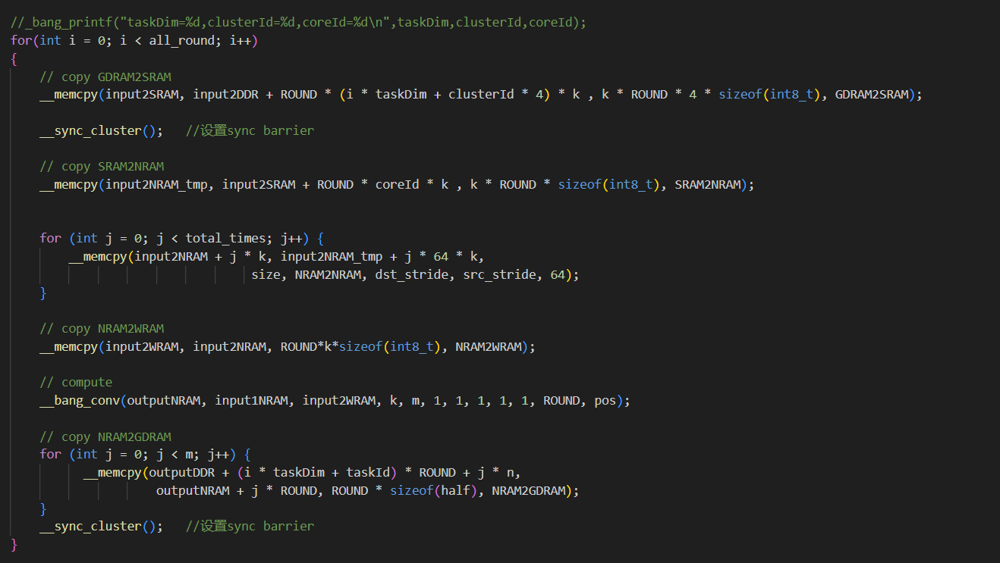 //_bang_printf("taskDim=%d,clusterId=%d,coreId=%d\n",taskDim,clusterId,coreId);
for(int i = 0; i < all_round; i++)
{
    // copy GDRAM2SRAM
    __memcpy(input2SRAM, input2DDR + ROUND * (i * taskDim + clusterId * 4) * k , k * ROUND * 4 * sizeof(int8_t), GDRAM2SRAM);
    __sync_cluster();   //设置sync barrier
    // copy SRAM2NRAM
    __memcpy(input2NRAM_tmp, input2SRAM + ROUND * coreId * k , k * ROUND * sizeof(int8_t), SRAM2NRAM);
    for (int j = 0; j < total_times; j++) {
        __memcpy(input2NRAM + j * k, input2NRAM_tmp + j * 64 * k,
                                 size, NRAM2NRAM, dst_stride, src_stride, 64);
    }
    // copy NRAM2WRAM
    __memcpy(input2WRAM, input2NRAM, ROUND*k*sizeof(int8_t), NRAM2WRAM);
    // compute
    __bang_conv(outputNRAM, input1NRAM, input2WRAM, k, m, 1, 1, 1, 1, 1, ROUND, pos);
    // copy NRAM2GDRAM
    for (int j = 0; j < m; j++) {
          __memcpy(outputDDR + (i * taskDim + taskId) * ROUND + j * n,
                    outputNRAM + j * ROUND, ROUND * sizeof(half), NRAM2GDRAM);
    }
    __sync_cluster();   //设置sync barrier
}